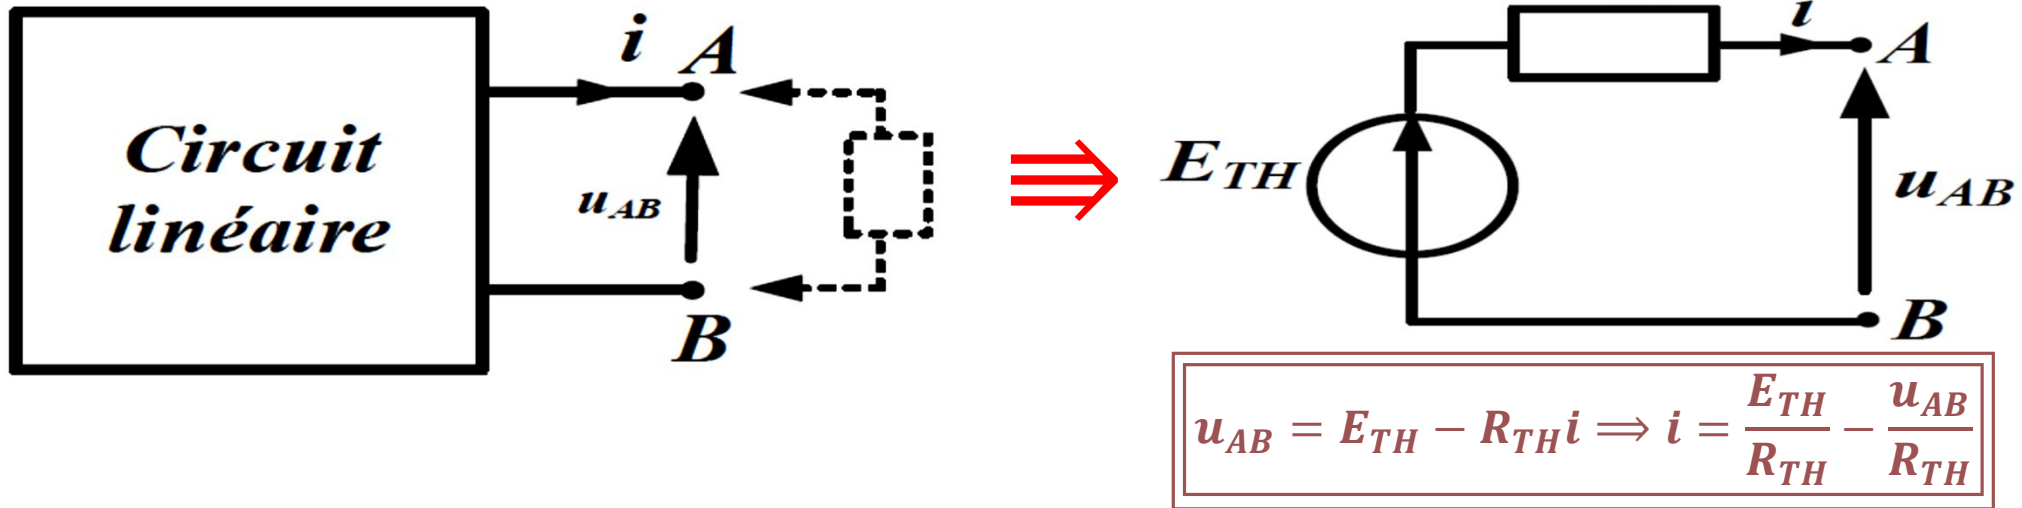 Circuit
linéaire
i
A
u_AB
B
E_TH
i
A
u_AB
B
u_AB = E_TH − R_TH i ⟹ i = E_TH/R_TH − u_AB/R_TH